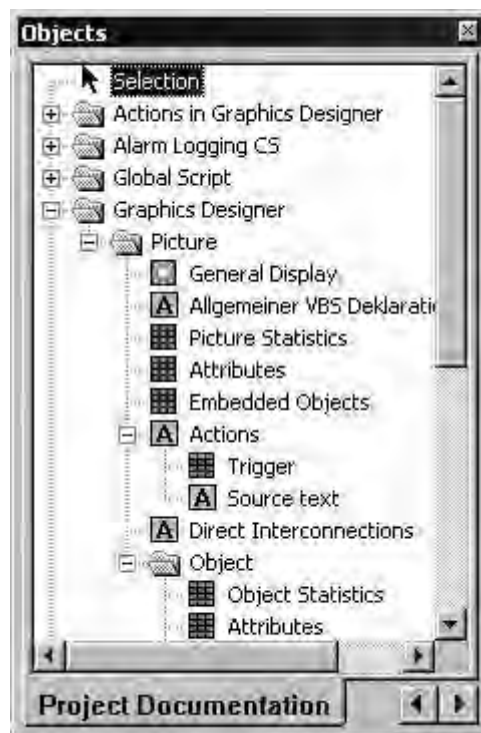 Objects
Selection
Actions in Graphics Designer
Alarm Logging CS
Global Script
Graphics Designer
Picture
General Display
A Allgemeiner VBS Deklaratio
Picture Statistics
Attributes
Embedded Objects
A Actions
Trigger
A Source text
A Direct Interconnections
Object
Object Statistics
Attributes
Project Documentation